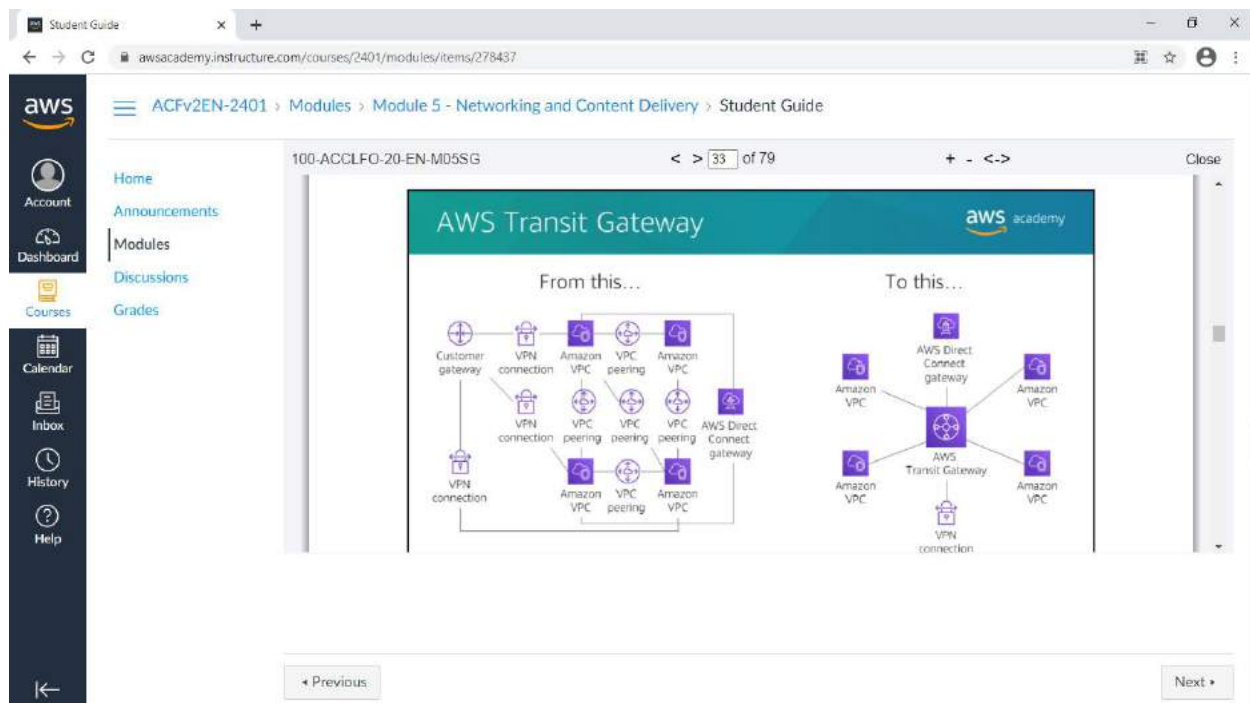 Student Guide
awsacademy.instructure.com/courses/2401/modules/items/278437
aws
ACFv2EN-2401 › Modules › Module 5 - Networking and Content Delivery › Student Guide
Account
Dashboard
Courses
Calendar
Inbox
History
Help
Home
Announcements
Modules
Discussions
Grades
100-ACCLFO-20-EN-M05SG < > 33 of 79 + - <-> Close
AWS Transit Gateway
aws academy
From this...
Customer
gateway
VPN
connection
Amazon
VPC
VPC
peering
Amazon
VPC
VPN
connection
VPC
peering
VPC
peering
VPC
peering
AWS Direct
Connect
gateway
VPN
connection
Amazon
VPC
VPC
peering
Amazon
VPC
To this...
AWS Direct
Connect
gateway
Amazon
VPC
Amazon
VPC
AWS
Transit Gateway
Amazon
VPC
Amazon
VPC
VPN
connection
◂ Previous
Next ▸